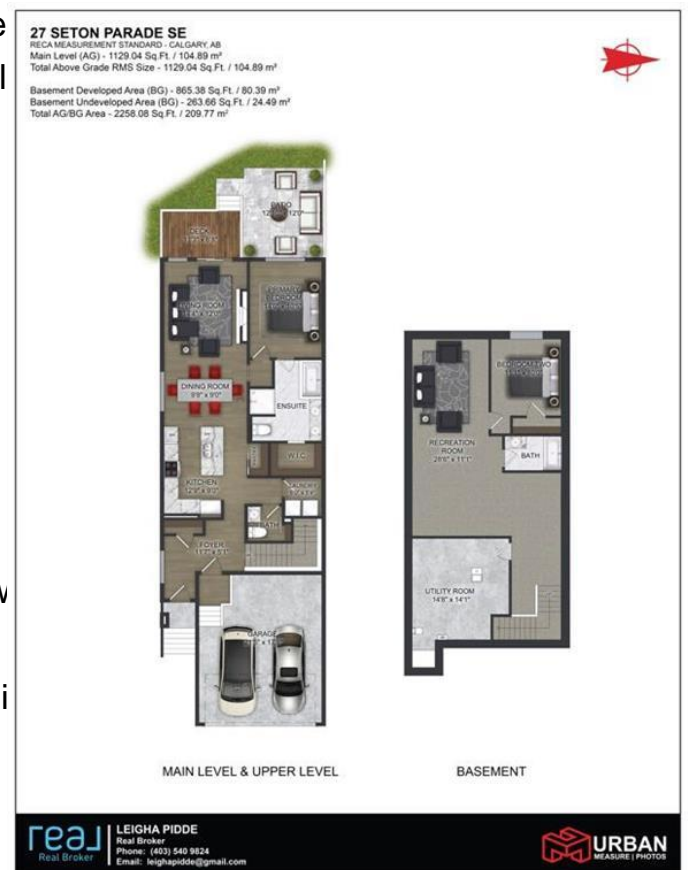 27 SETON PARADE SE
RECA MEASUREMENT STANDARD - CALGARY, AB
Main Level (AG) - 1129.04 Sq.Ft. / 104.89 m²
Total Above Grade RMS Size - 1129.04 Sq.Ft. / 104.89 m²
Basement Developed Area (BG) - 865.38 Sq.Ft. / 80.39 m²
Basement Undeveloped Area (BG) - 263.66 Sq.Ft. / 24.49 m²
Total AG/BG Area - 2258.08 Sq.Ft. / 209.77 m²
PATIO
DECK
LIVING ROOM
PRIMARY
BEDROOM
DINING ROOM
9'9" x 9'0"
ENSUITE
W.I.C.
KITCHEN
LAUNDRY
BATH
FOYER
GARAGE
BEDROOM TWO
RECREATION
ROOM
BATH
UTILITY ROOM
14'8" x 14'1"
MAIN LEVEL & UPPER LEVEL
BASEMENT
real
Real Broker
LEIGHA PIDDE
Real Broker
Phone: (403) 540 9824
Email: leighapidde@gmail.com
URBAN
MEASURE | PHOTOS